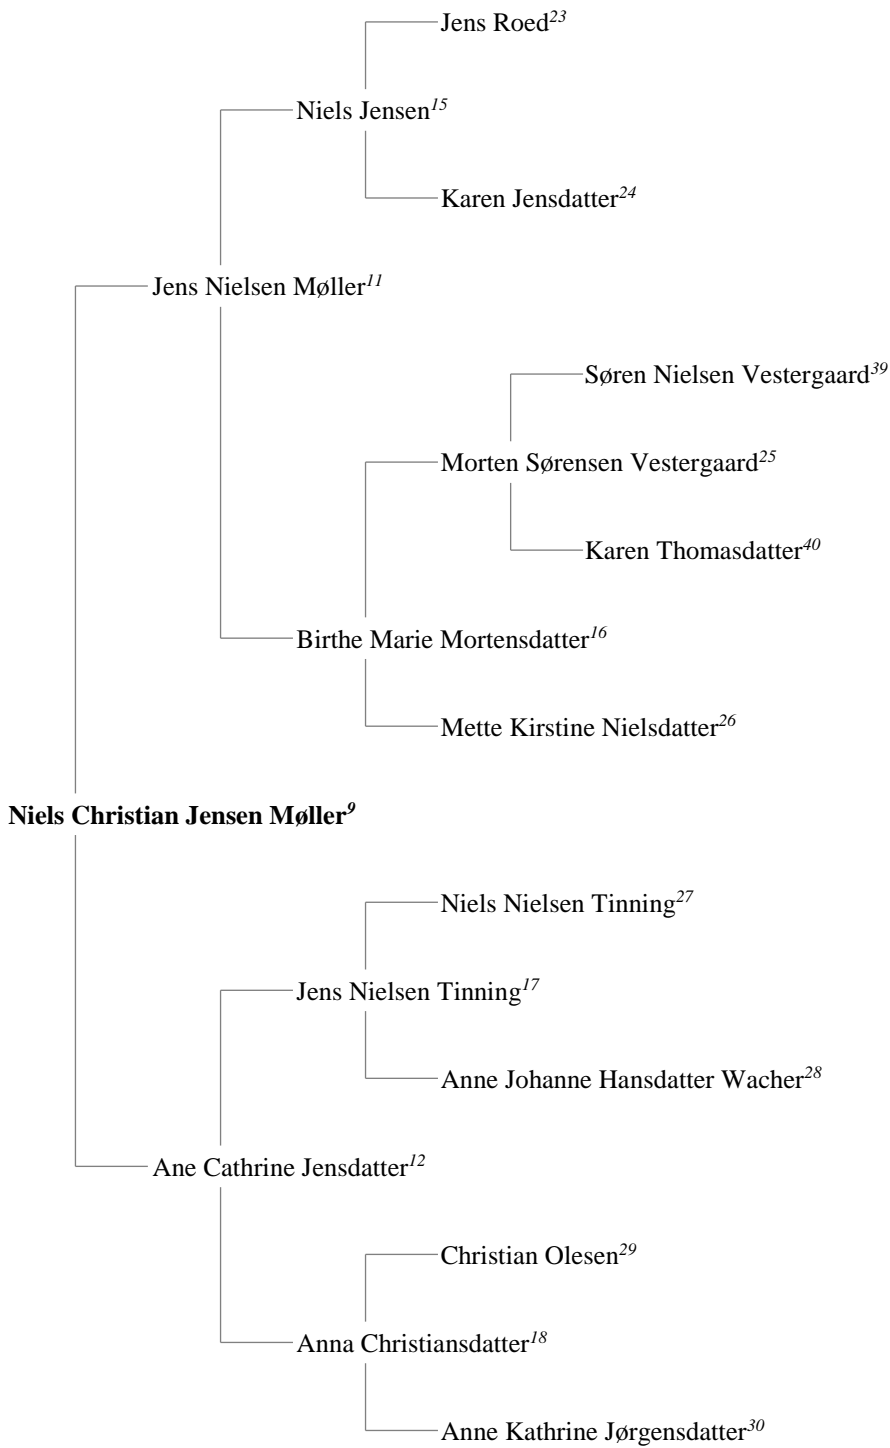 Jens Roed23
Niels Jensen15
Karen Jensdatter24
Jens Nielsen Møller11
Søren Nielsen Vestergaard39
Morten Sørensen Vestergaard25
Karen Thomasdatter40
Birthe Marie Mortensdatter16
Mette Kirstine Nielsdatter26
Niels Christian Jensen Møller9
Niels Nielsen Tinning27
Jens Nielsen Tinning17
Anne Johanne Hansdatter Wacher28
Ane Cathrine Jensdatter12
Christian Olesen29
Anna Christiansdatter18
Anne Kathrine Jørgensdatter30